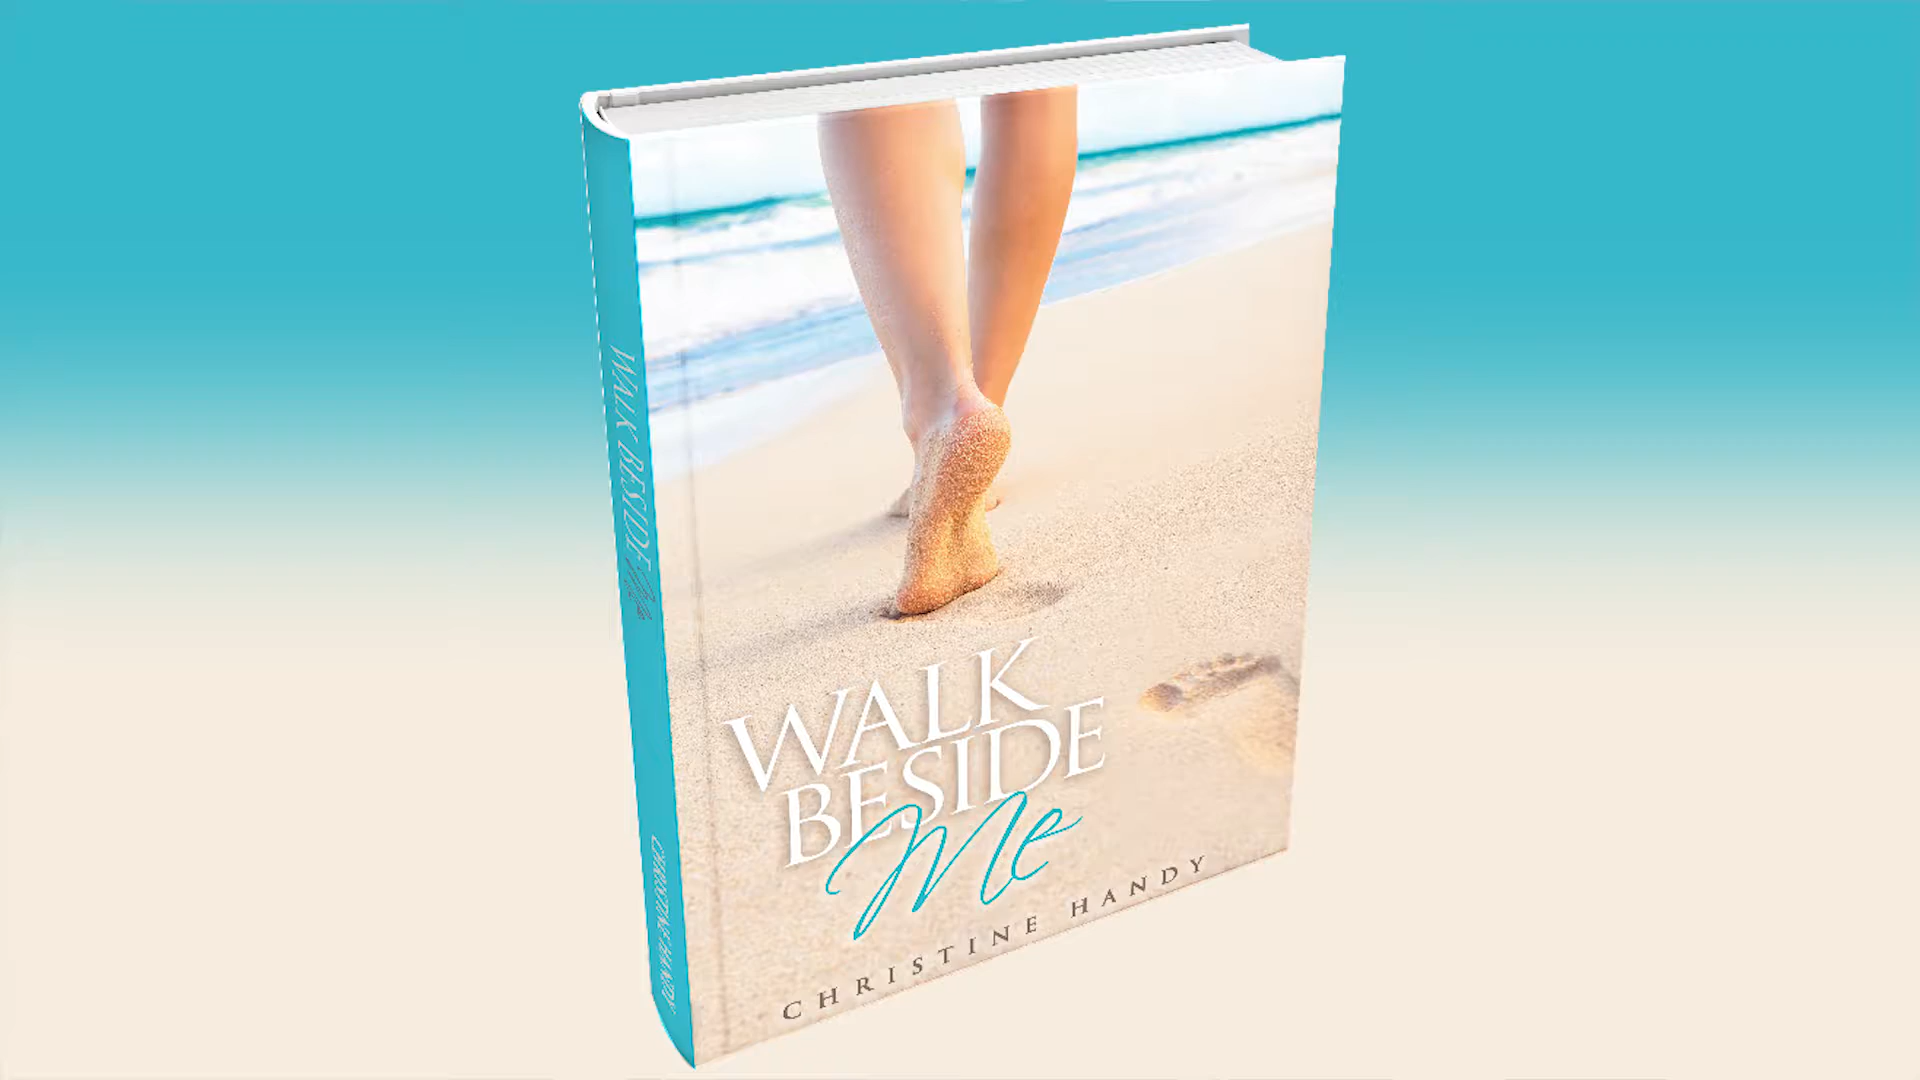 WALK
BESIDE
Me
CHRISTINE HANDY
WALK BESIDE Me
CHRISTINE HANDY